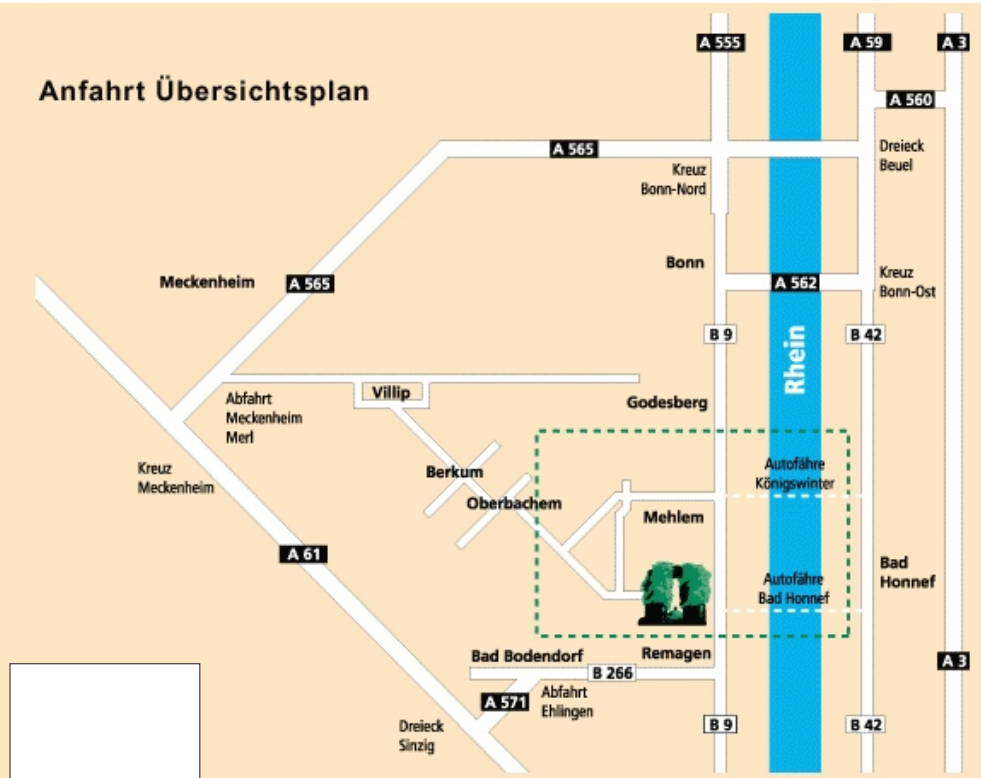 A 555
A 59
A 3
Anfahrt Übersichtsplan
A 560
A 565
Dreieck
Beuel
Kreuz
Bonn-Nord
Bonn
Meckenheim
A 565
A 562
Kreuz
Bonn-Ost
B 9
Rhein
B 42
Villip
Abfahrt
Meckenheim
Merl
Godesberg
Kreuz
Meckenheim
Berkum
Autofähre
Königswinter
Oberbachem
Mehlem
A 61
Autofähre
Bad Honnef
Bad
Honnef
Bad Bodendorf
Remagen
B 266
A 3
A 571
Abfahrt
Ehlingen
Dreieck
Sinzig
B 9
B 42